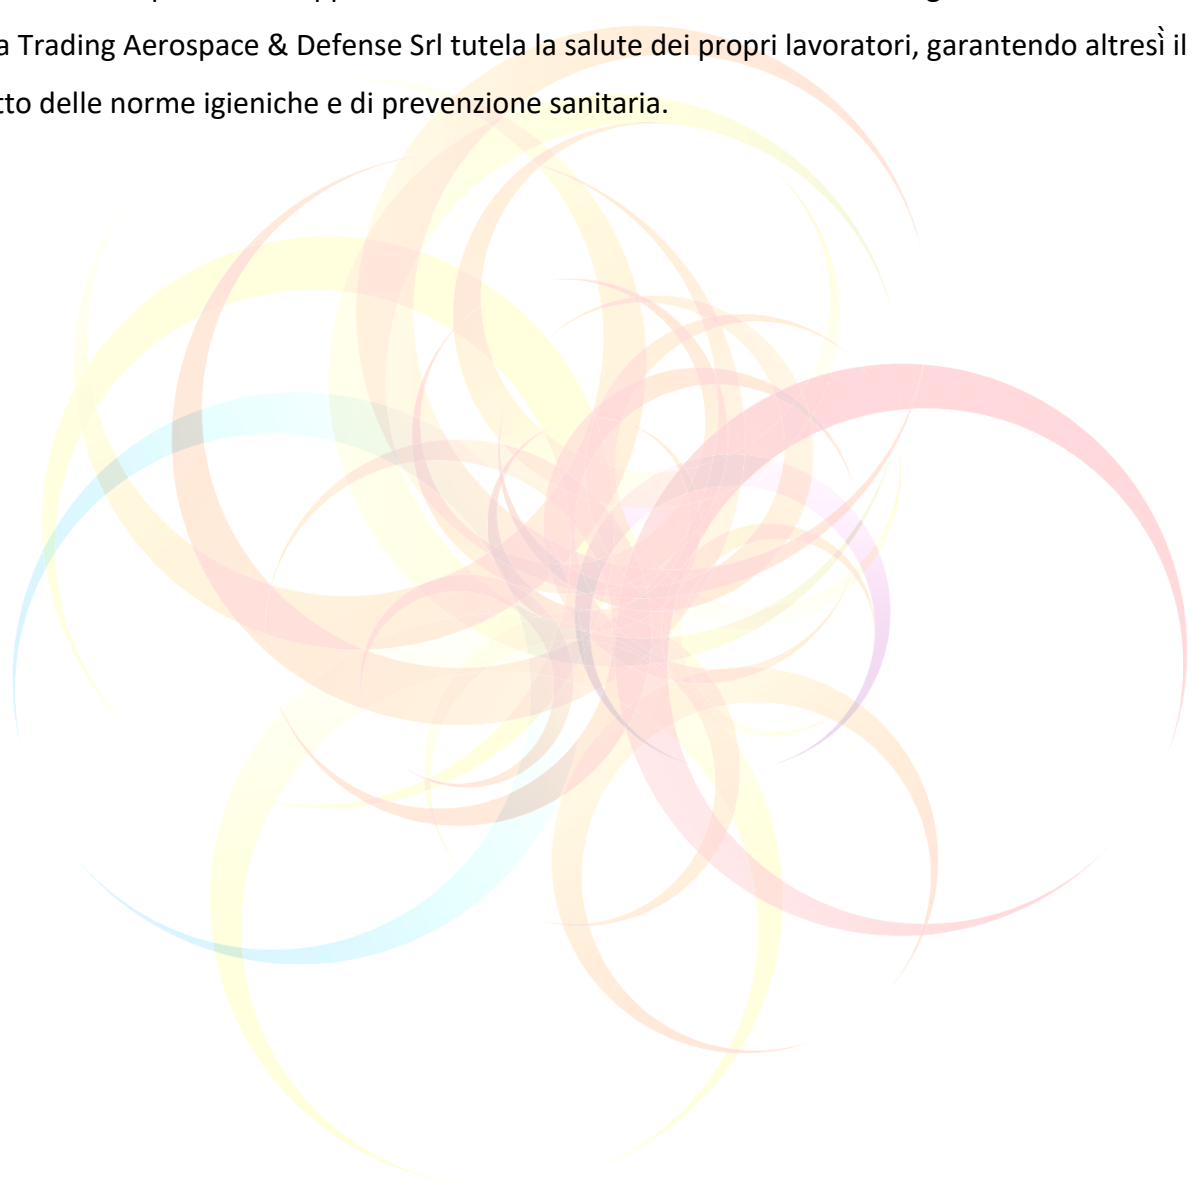 a Trading Aerospace & Defense Srl tutela la salute dei propri lavoratori, garantendo altresì il
tto delle norme igieniche e di prevenzione sanitaria.